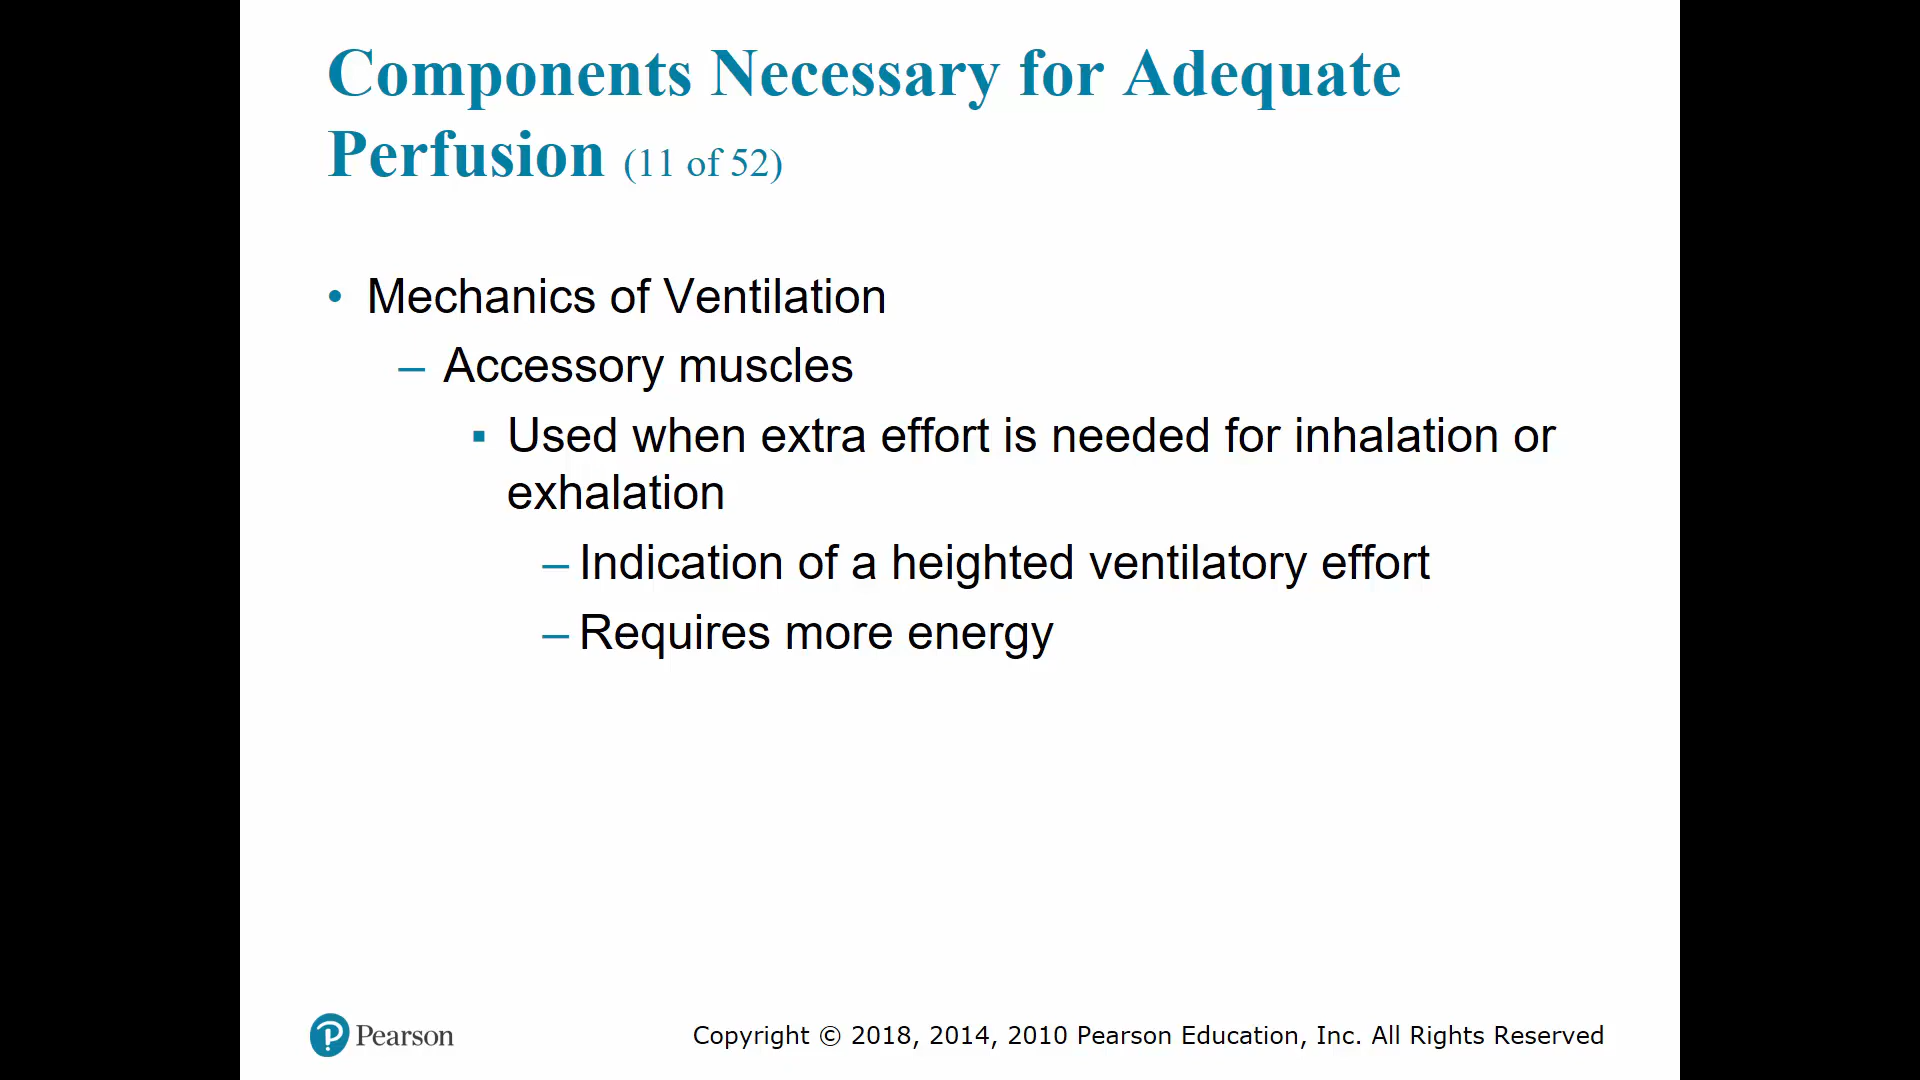 Components Necessary for Adequate
Perfusion (11 of 52)
• Mechanics of Ventilation
– Accessory muscles
▪ Used when extra effort is needed for inhalation or
exhalation
– Indication of a heighted ventilatory effort
– Requires more energy
Pearson
Copyright © 2018, 2014, 2010 Pearson Education, Inc. All Rights Reserved